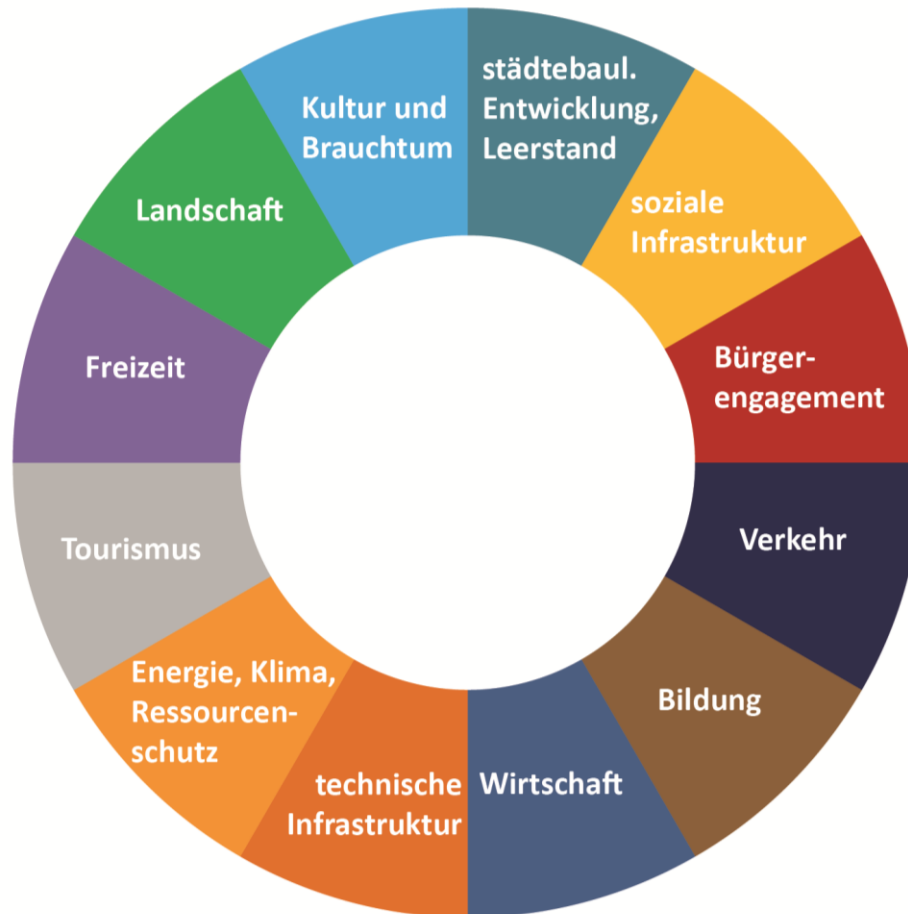 städtebaul.
Entwicklung,
Leerstand
soziale
Infrastruktur
Bürger-
engagement
Verkehr
Bildung
Wirtschaft
technische
Infrastruktur
Energie, Klima,
Ressourcen-
schutz
Tourismus
Freizeit
Landschaft
Kultur und
Brauchtum